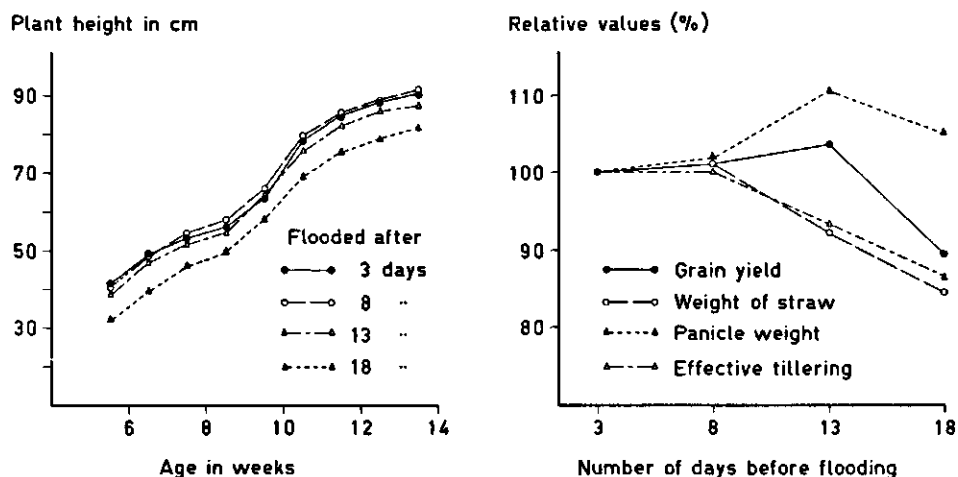 Plant height in cm
90
70
50
30
Flooded after
3 days
8 "
13 "
18 "
6 8 10 12 14
Age in weeks
Relative values (%)
110
100
90
80
Grain yield
Weight of straw
Panicle weight
Effective tillering
3 8 13 18
Number of days before flooding